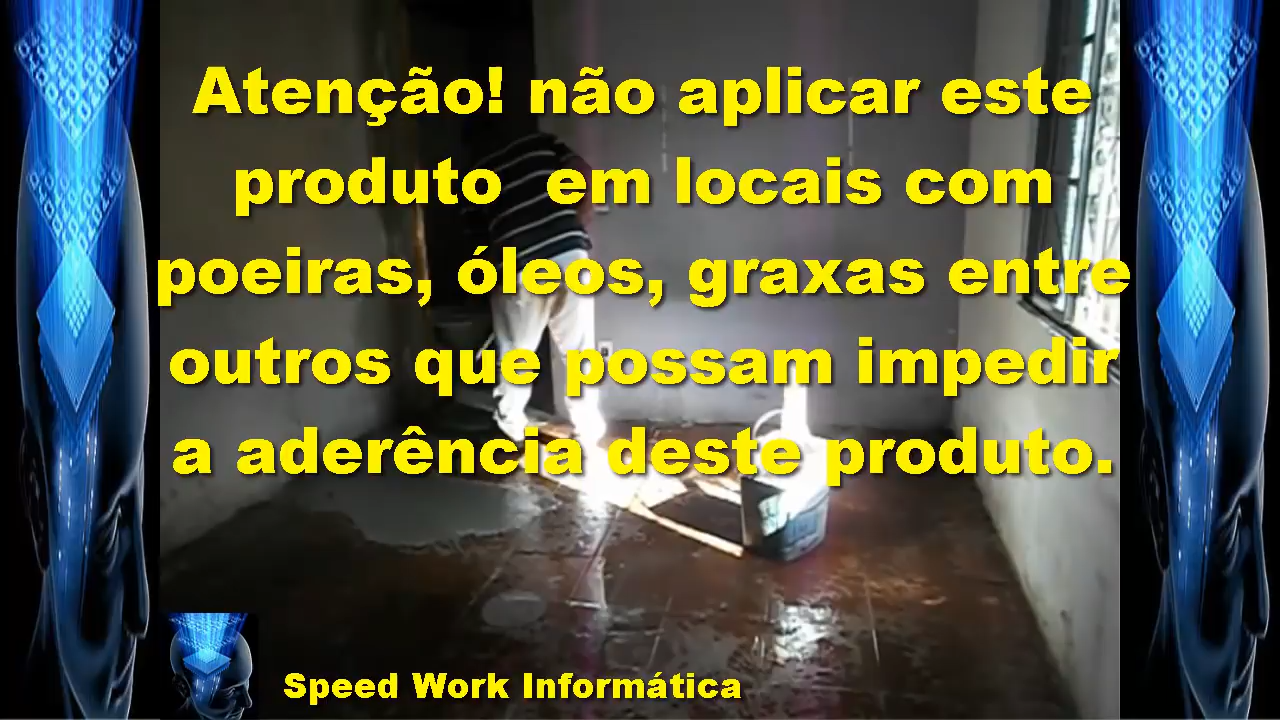 Atenção! não aplicar este
produto  em locais com
poeiras, óleos, graxas entre
outros que possam impedir
a aderência deste produto.
Speed Work Informática